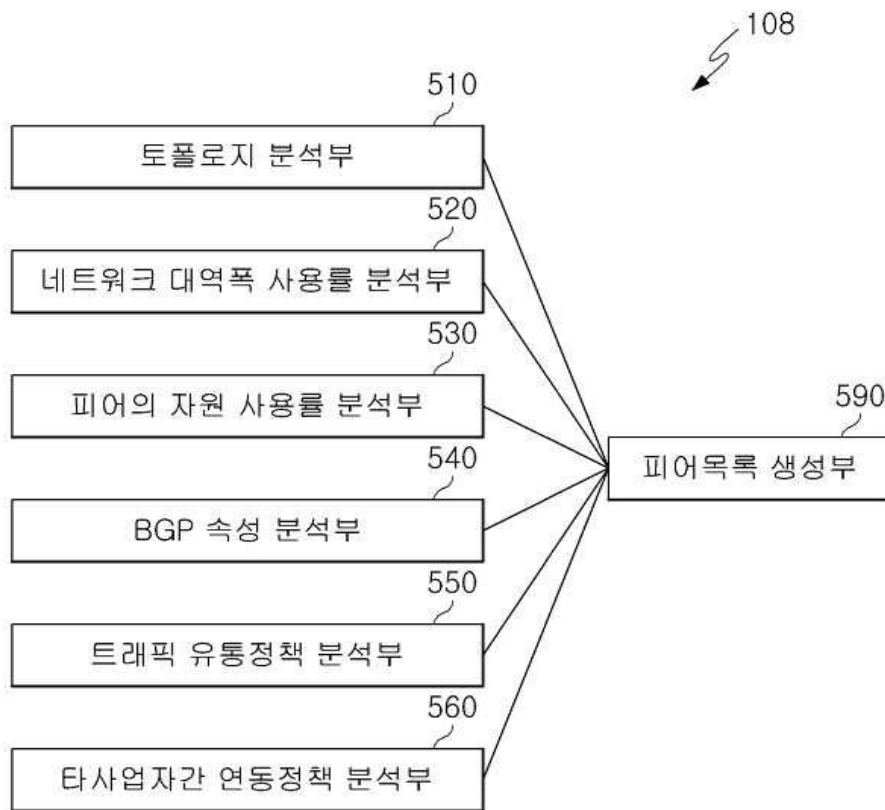 108
510
토폴로지 분석부
520
네트워크 대역폭 사용률 분석부
530
피어의 자원 사용률 분석부
590
피어목록 생성부
540
BGP 속성 분석부
550
트래픽 유통정책 분석부
560
타사업자간 연동정책 분석부